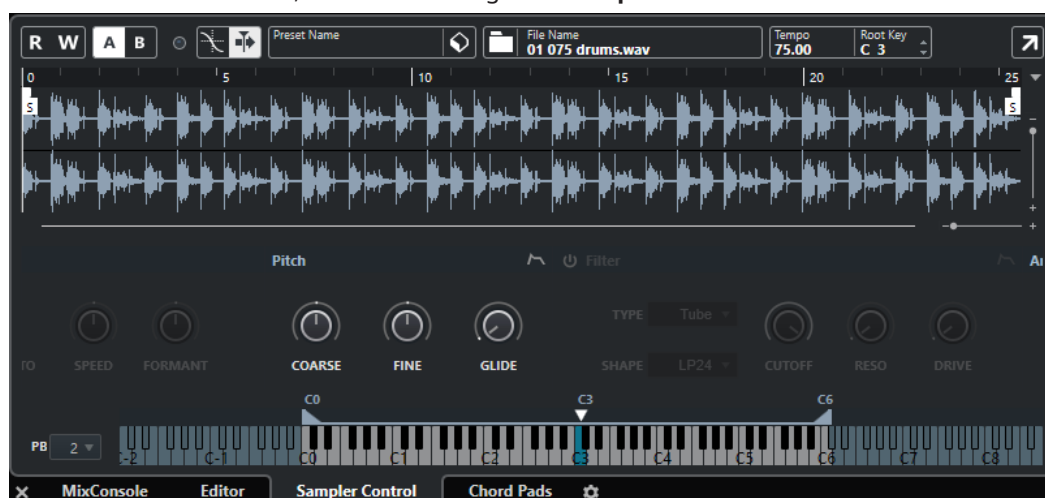 R W A B Preset Name File Name Tempo Root Key
01 075 drums.wav 75.00 C 3
0 5 10 15 20 25
S S
Pitch Filter
TYPE Tube
SPEED FORMANT COARSE FINE GLIDE SHAPE LP24 CUTOFF RESO DRIVE
C0 C3 C6
PB 2
C-1 C0 C1 C2 C3 C4 C5 C6 C7 C8
MixConsole Editor Sampler Control Chord Pads